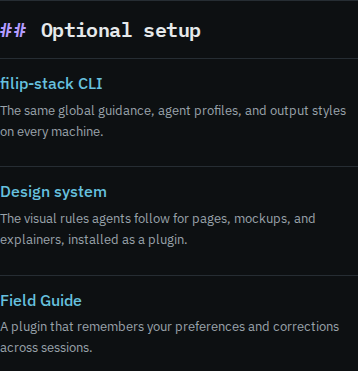 ## Optional setup
filip-stack CLI
The same global guidance, agent profiles, and output styles
on every machine.
Design system
The visual rules agents follow for pages, mockups, and
explainers, installed as a plugin.
Field Guide
A plugin that remembers your preferences and corrections
across sessions.